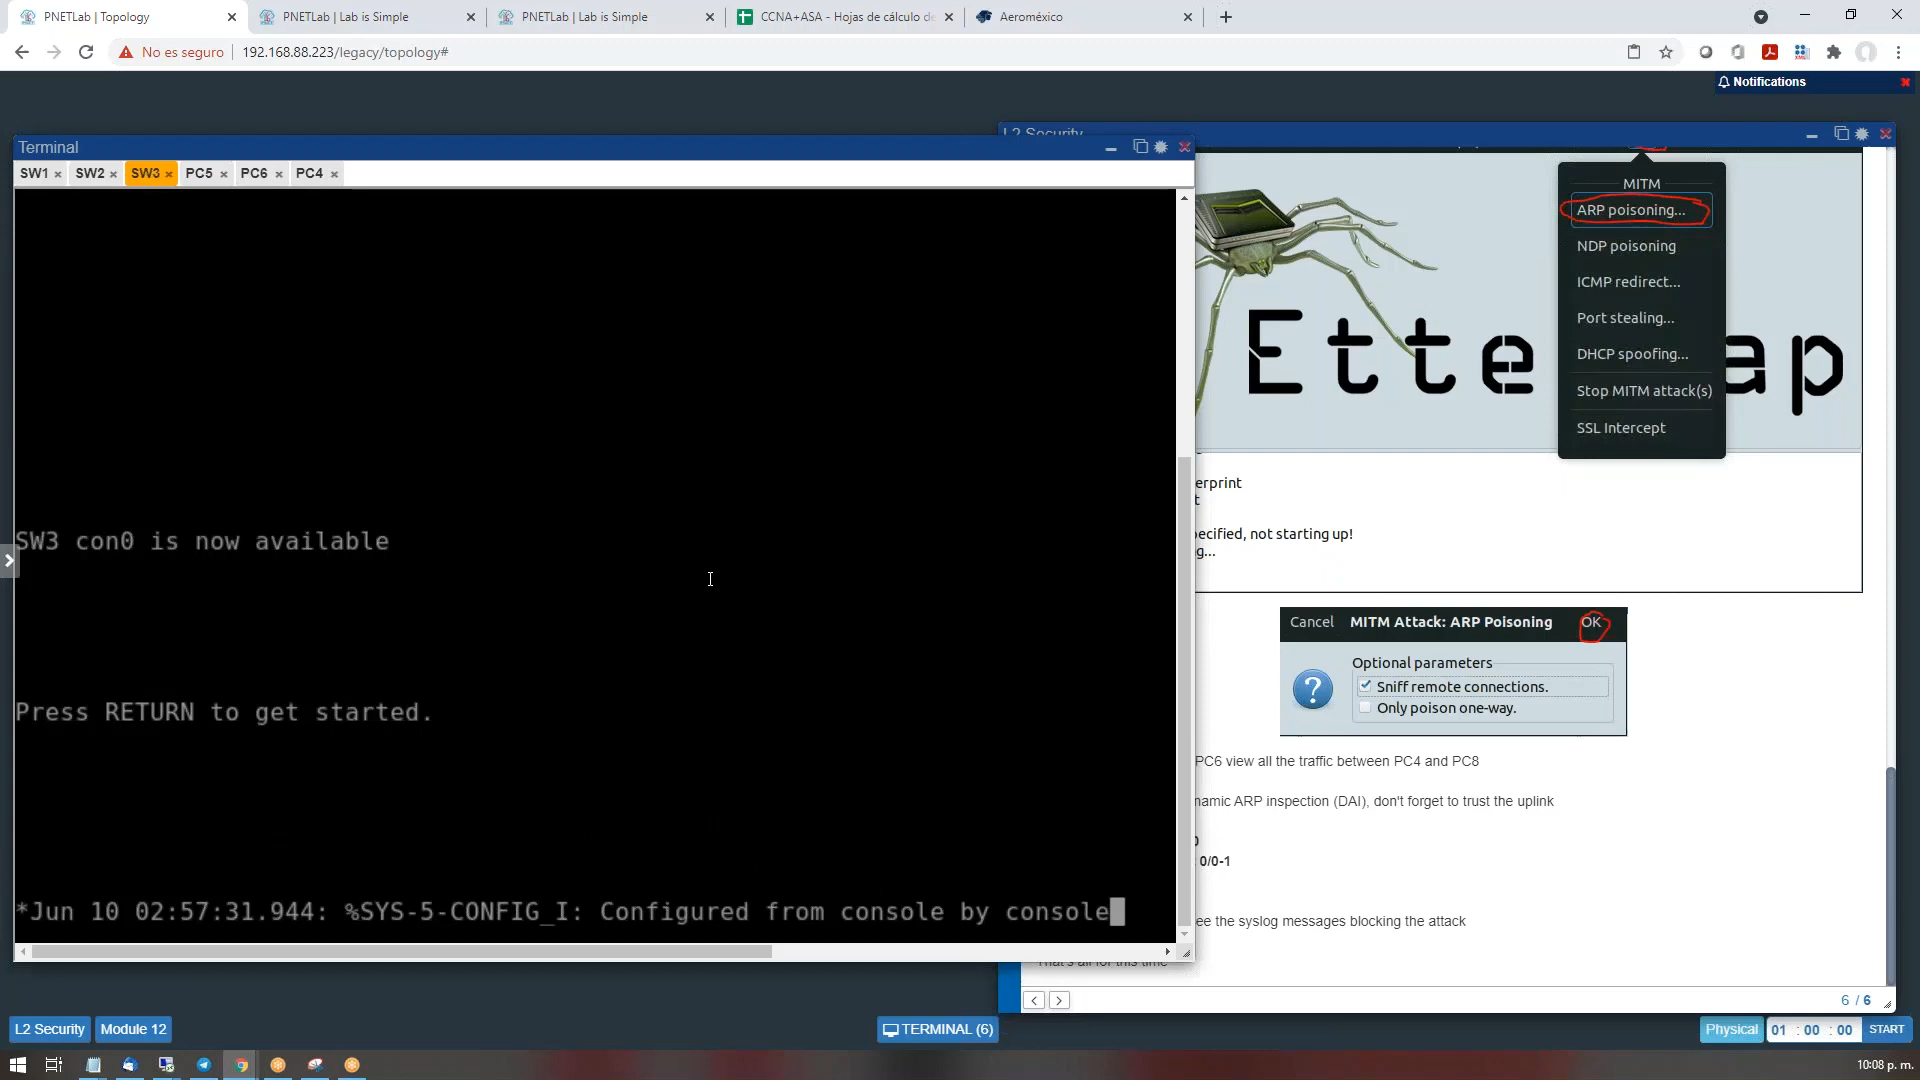 PNETLab | Topology
PNETLab | Lab is Simple
PNETLab | Lab is Simple
CCNA+ASA - Hojas de cálculo de
Aeroméxico
No es seguro
192.168.88.223/legacy/topology#
Notifications
L2 Security
Terminal
SW1
SW2
SW3
PC5
PC6
PC4
SW3 con0 is now available
Press RETURN to get started.
*Jun 10 02:57:31.944: %SYS-5-CONFIG_I: Configured from console by console
MITM
ARP poisoning...
NDP poisoning
ICMP redirect...
Port stealing...
DHCP spoofing...
Stop MITM attack(s)
SSL Intercept
Ette
ap
erprint
t
ecified, not starting up!
g...
Cancel
MITM Attack: ARP Poisoning
OK
Optional parameters
Sniff remote connections.
Only poison one-way.
PC6 view all the traffic between PC4 and PC8
namic ARP inspection (DAI), don't forget to trust the uplink
0/0-1
ee the syslog messages blocking the attack
That's all for this time
6 / 6
L2 Security
Module 12
TERMINAL (6)
Physical
01 : 00 : 00
START
10:08 p. m.